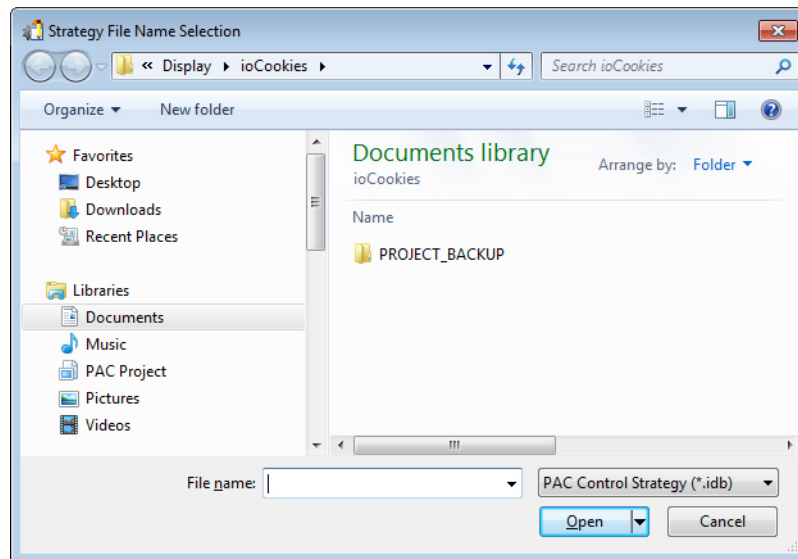 Strategy File Name Selection
« Display ▸ ioCookies ▸
Search ioCookies
Organize
New folder
Favorites
Desktop
Downloads
Recent Places
Libraries
Documents
Music
PAC Project
Pictures
Videos
Documents library
ioCookies
Arrange by: Folder
Name
PROJECT_BACKUP
File name:
PAC Control Strategy (*.idb)
Open
Cancel